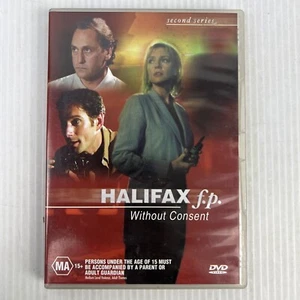 second series
HALIFAX f.p.
Without Consent
MA 15+
PERSONS UNDER THE AGE OF 15 MUST
BE ACCOMPANIED BY A PARENT OR
ADULT GUARDIAN
DVD